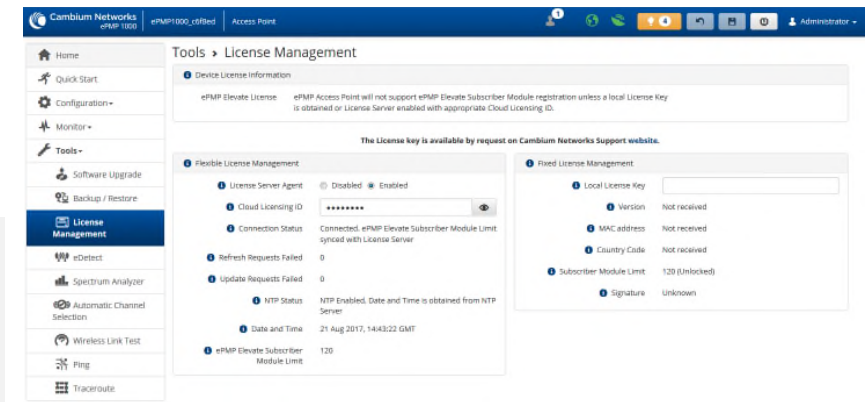 Cambium Networks
ePMP 1000
ePMP1000_c6f8ed
Access Point
1
4
Administrator
Home
Quick Start
Configuration
Monitor
Tools
Software Upgrade
Backup / Restore
License
Management
eDetect
Spectrum Analyzer
Automatic Channel
Selection
Wireless Link Test
Ping
Traceroute
Tools > License Management
Device License Information
ePMP Elevate License
ePMP Access Point will not support ePMP Elevate Subscriber Module registration unless a local License Key
is obtained or License Server enabled with appropriate Cloud Licensing ID.
The License key is available by request on Cambium Networks Support website.
Flexible License Management
License Server Agent Disabled Enabled
Cloud Licensing ID ••••••••
Connection Status Connected. ePMP Elevate Subscriber Module Limit
synced with License Server
Refresh Requests Failed 0
Update Requests Failed 0
NTP Status NTP Enabled. Date and Time is obtained from NTP
Server
Date and Time 21 Aug 2017, 14:43:22 GMT
ePMP Elevate Subscriber 120
Module Limit
Fixed License Management
Local License Key
Version Not received
MAC address Not received
Country Code Not received
Subscriber Module Limit 120 (Unlocked)
Signature Unknown